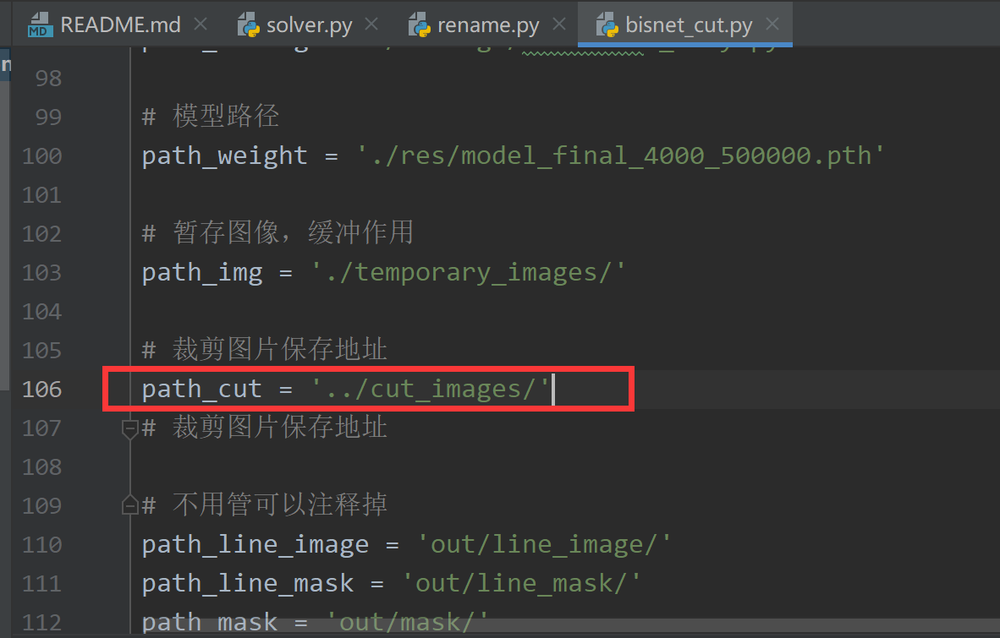 README.md solver.py rename.py bisnet_cut.py
98
99 # 模型路径
100 path_weight = './res/model_final_4000_500000.pth'
101
102 # 暂存图像，缓冲作用
103 path_img = './temporary_images/'
104
105 # 裁剪图片保存地址
106 path_cut = '../cut_images/'
107 # 裁剪图片保存地址
108
109 # 不用管可以注释掉
110 path_line_image = 'out/line_image/'
111 path_line_mask = 'out/line_mask/'
112 path_mask = 'out/mask/'